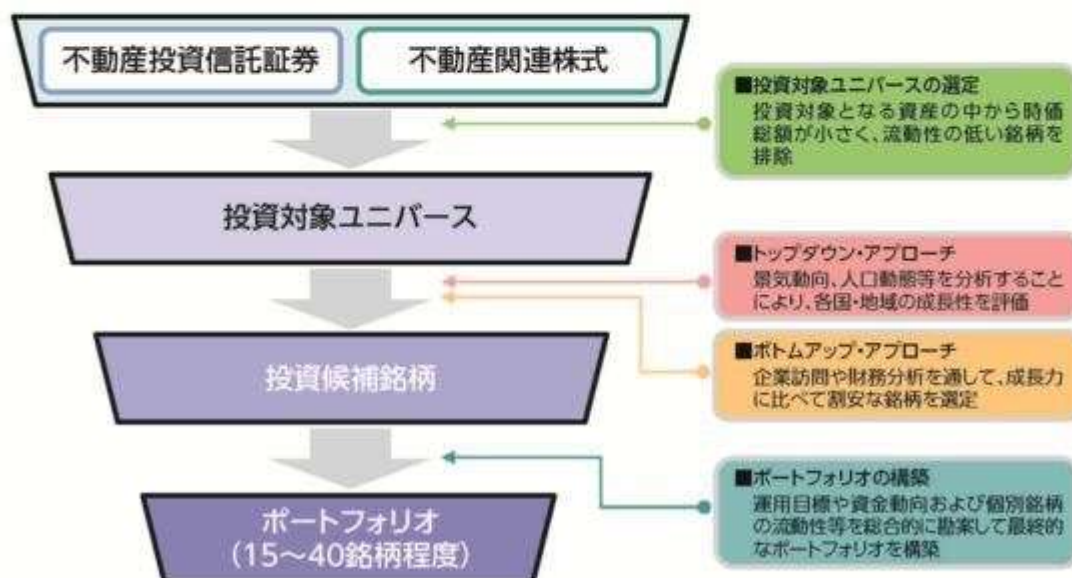 不動産投資信託証券
不動産関連株式
■投資対象ユニバースの選定
投資対象となる資産の中から時価
総額が小さく、流動性の低い銘柄を
排除
投資対象ユニバース
■トップダウン・アプローチ
景気動向、人口動態等を分析すること
により、各国・地域の成長性を評価
■ボトムアップ・アプローチ
企業訪問や財務分析を通して、成長力
に比べて割安な銘柄を選定
投資候補銘柄
■ポートフォリオの構築
運用目標や資金動向および個別銘柄
の流動性等を総合的に勘案して最終的
なポートフォリオを構築
ポートフォリオ
(15～40銘柄程度)